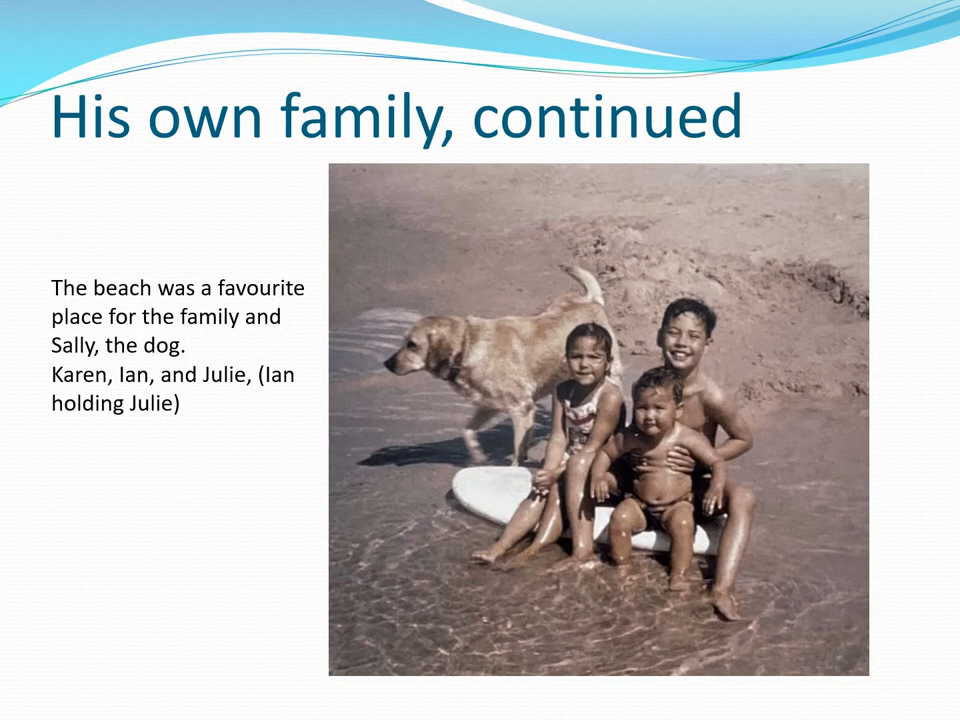 His own family, continued
The beach was a favourite
place for the family and
Sally, the dog.
Karen, Ian, and Julie, (Ian
holding Julie)